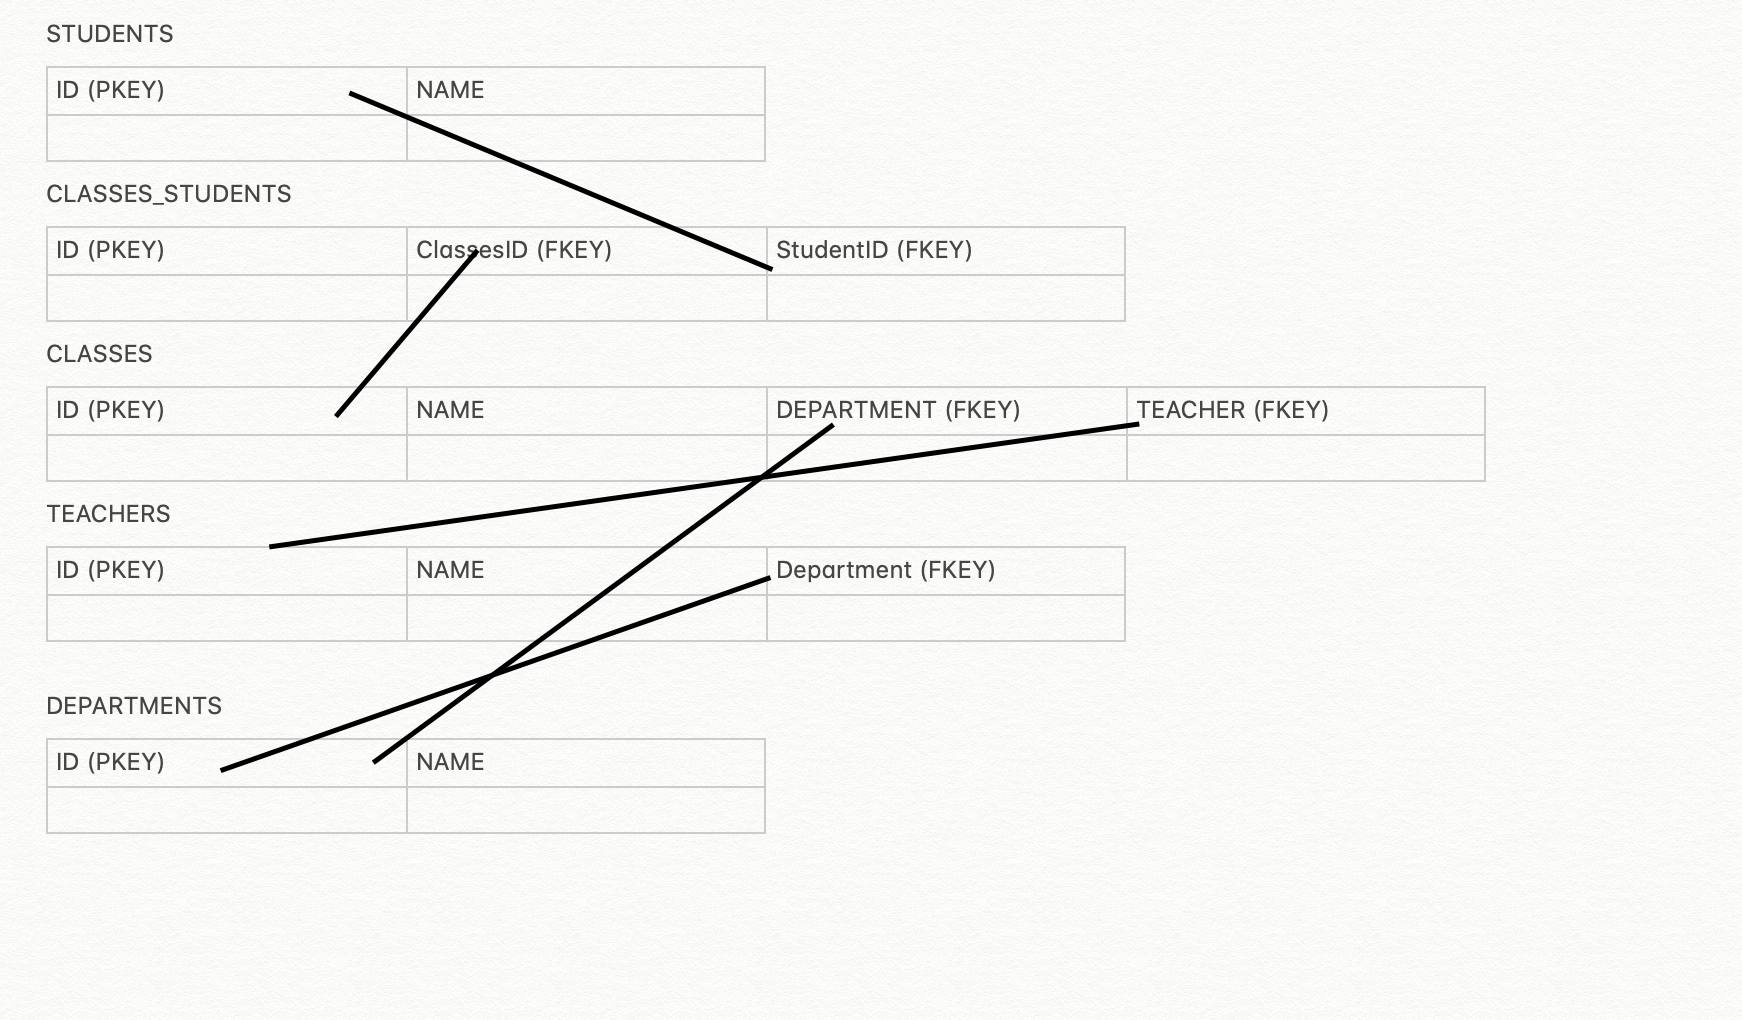 STUDENTS
ID (PKEY) NAME
CLASSES_STUDENTS
ID (PKEY) ClassesID (FKEY) StudentID (FKEY)
CLASSES
ID (PKEY) NAME DEPARTMENT (FKEY) TEACHER (FKEY)
TEACHERS
ID (PKEY) NAME Department (FKEY)
DEPARTMENTS
ID (PKEY) NAME